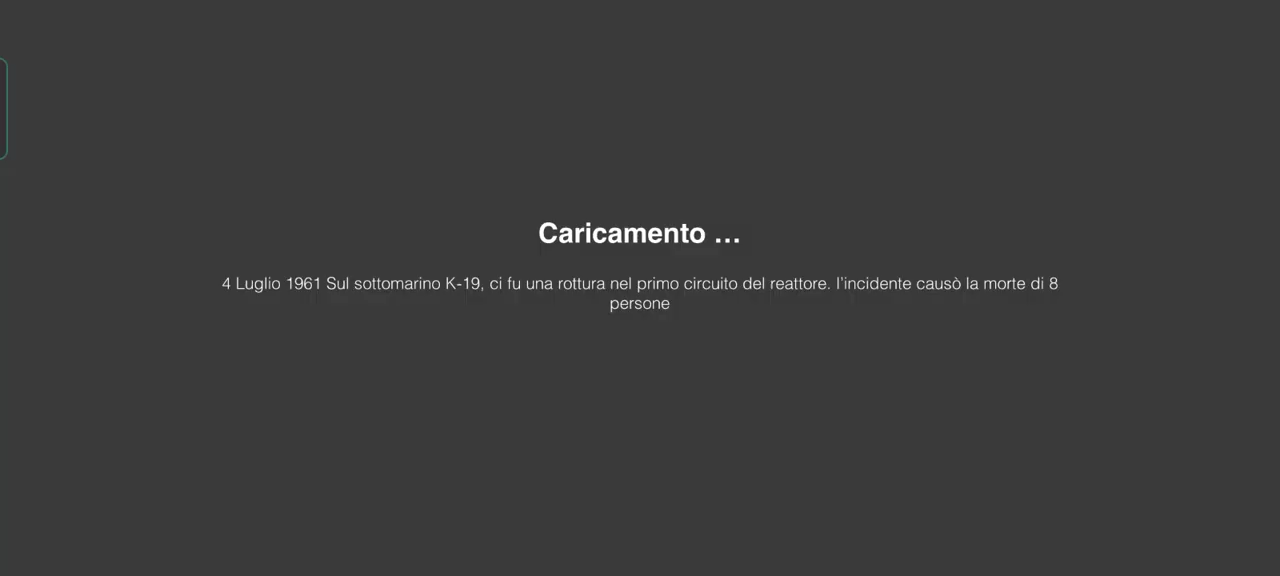 Caricamento ...
4 Luglio 1961 Sul sottomarino K-19, ci fu una rottura nel primo circuito del reattore. l'incidente causò la morte di 8
persone